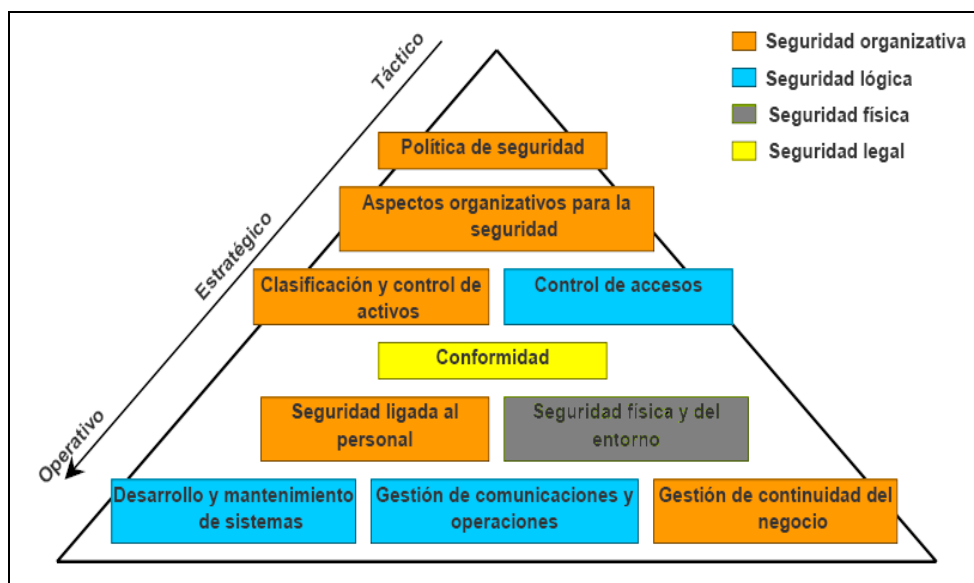 Táctico
Estratégico
Operativo
Seguridad organizativa
Seguridad lógica
Seguridad física
Seguridad legal
Política de seguridad
Aspectos organizativos para la
seguridad
Clasificación y control de
activos
Control de accesos
Conformidad
Seguridad ligada al
personal
Seguridad física y del
entorno
Desarrollo y mantenimiento
de sistemas
Gestión de comunicaciones y
operaciones
Gestión de continuidad del
negocio